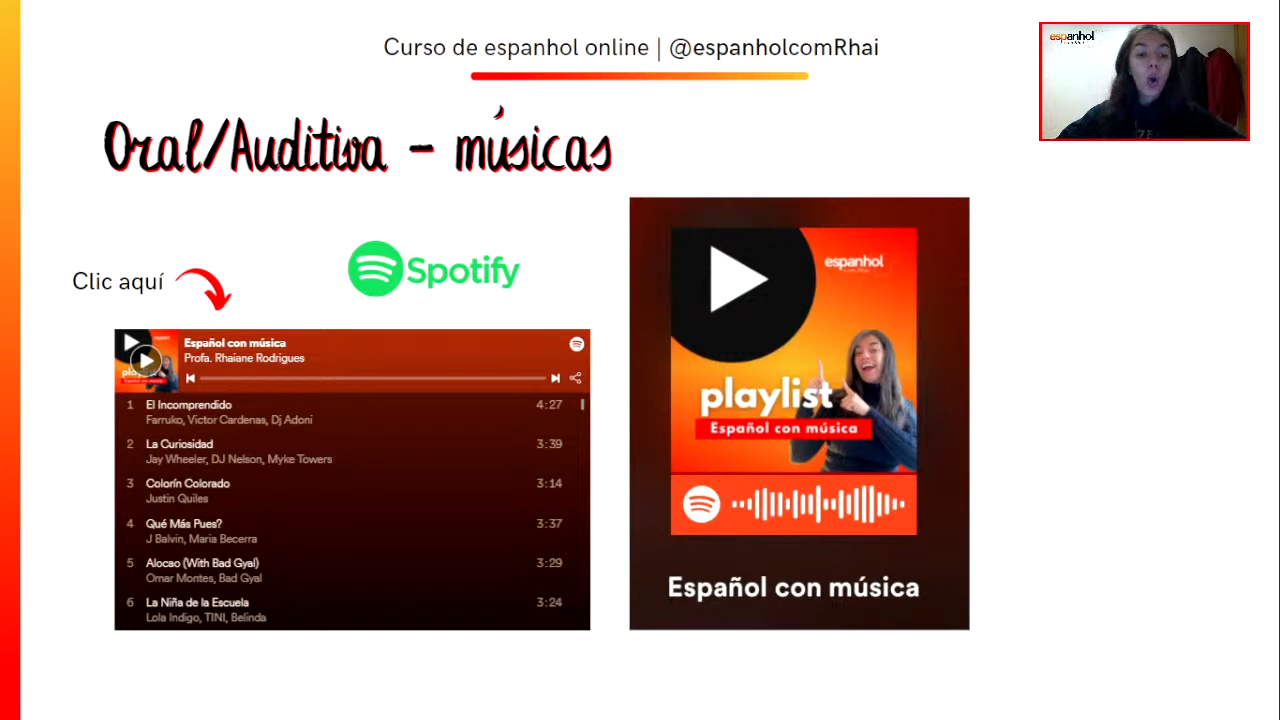 Curso de espanhol online | @espanholcomRhai
espanhol
Oral/Auditiva - músicas
Clic aquí
Spotify
Español con música
Profa. Rhaiane Rodrigues
1 El Incomprendido 4:27
Farruko, Victor Cardenas, Dj Adoni
2 La Curiosidad 3:39
Jay Wheeler, DJ Nelson, Myke Towers
3 Colorín Colorado 3:14
Justin Quiles
4 Qué Más Pues? 3:37
J Balvin, Maria Becerra
5 Alocao (With Bad Gyal) 3:29
Omar Montes, Bad Gyal
6 La Niña de la Escuela 3:24
Lola Indigo, TINI, Belinda
espanhol
playlist
Español con música
Español con música